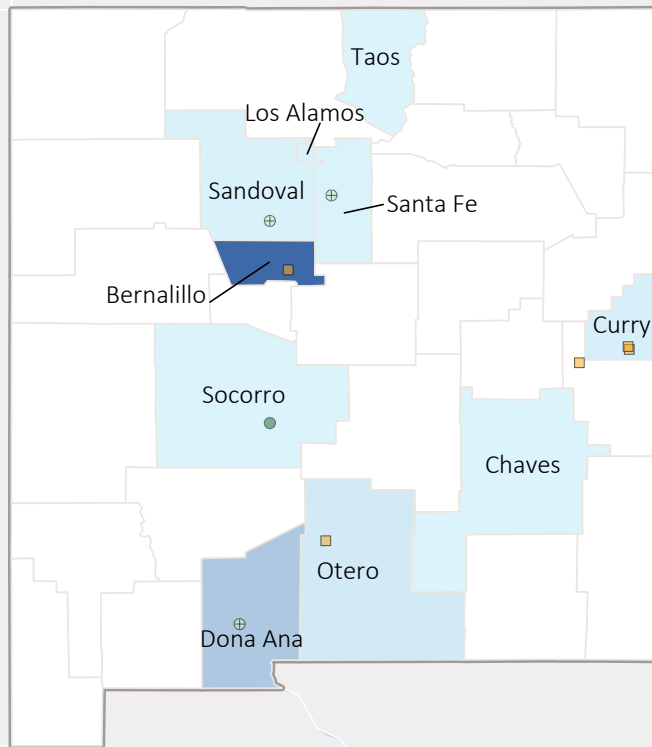 Taos
Los Alamos
Sandoval
Santa Fe
Bernalillo
Curry
Socorro
Chaves
Otero
Dona Ana